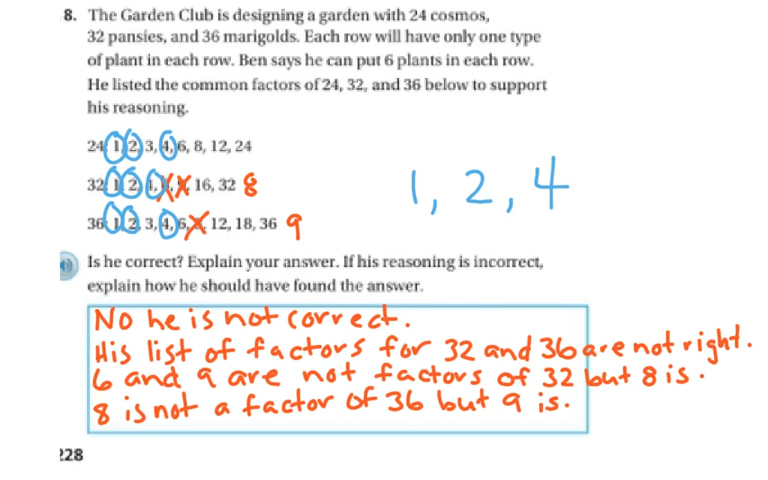 8. The Garden Club is designing a garden with 24 cosmos,
32 pansies, and 36 marigolds. Each row will have only one type
of plant in each row. Ben says he can put 6 plants in each row.
He listed the common factors of 24, 32, and 36 below to support
his reasoning.
24: 1, 2, 3, 4, 6, 8, 12, 24
32: 1, 2, 4, 16, 32 8
1, 2, 4
36: 1, 2, 3, 4, 6, 12, 18, 36 9
Is he correct? Explain your answer. If his reasoning is incorrect,
explain how he should have found the answer.
No he is not correct.
His list of factors for 32 and 36 are not right.
6 and 9 are not factors of 32 but 8 is.
8 is not a factor of 36 but 9 is.
228